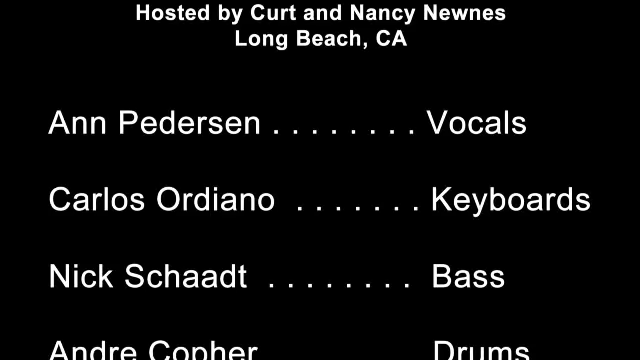 Hosted by Curt and Nancy Newnes
Long Beach, CA
Ann Pedersen . . . . . . . . Vocals
Carlos Ordiano . . . . . . . Keyboards
Nick Schaadt . . . . . . . . Bass
Andre Copher Drums